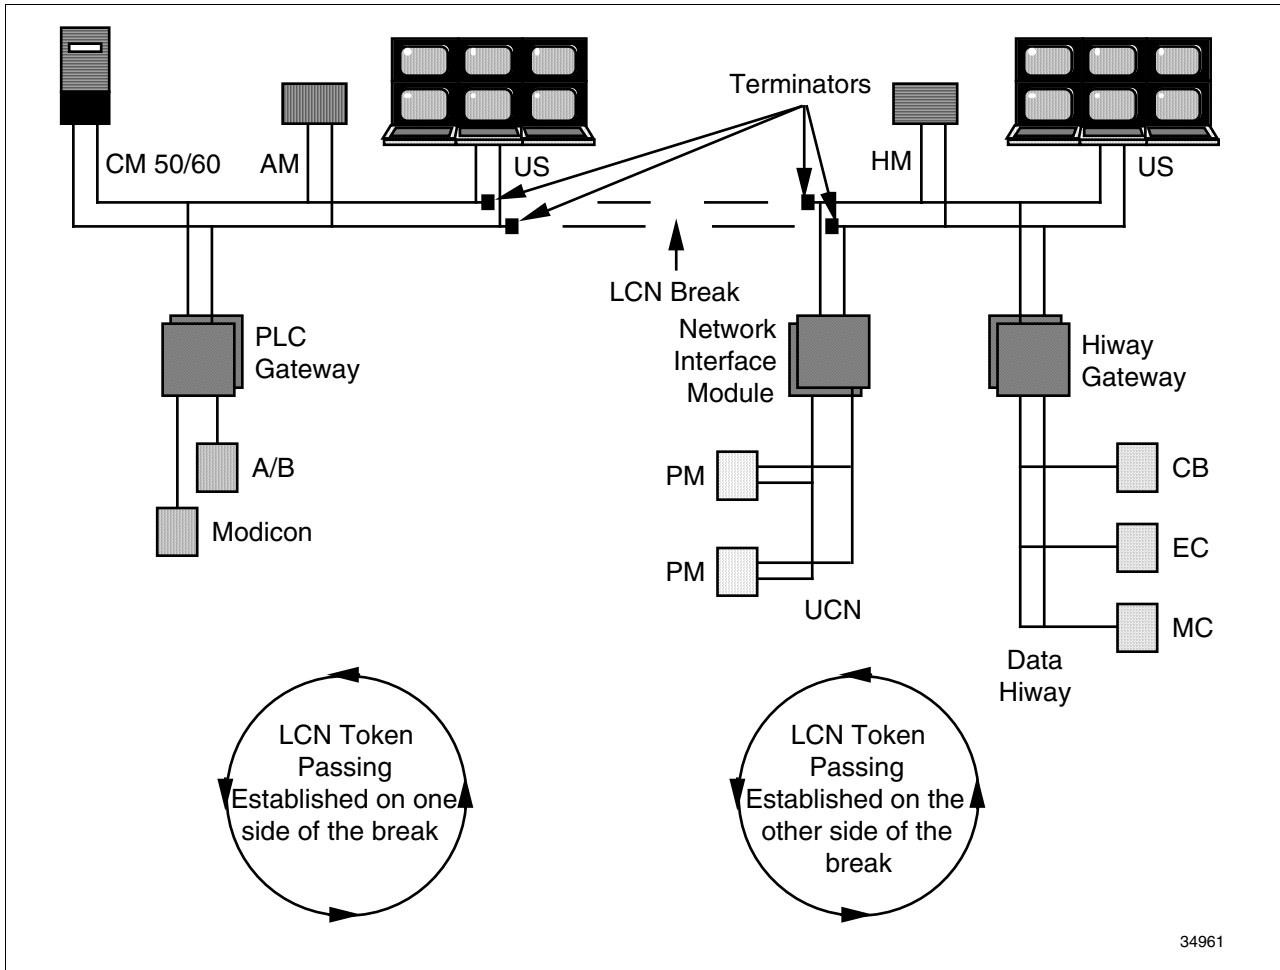 Terminators
CM 50/60
AM
US
HM
US
LCN Break
PLC
Gateway
Network
Interface
Module
Hiway
Gateway
A/B
Modicon
PM
PM
UCN
CB
EC
MC
Data
Hiway
LCN Token
Passing
Established on one
side of the break
LCN Token
Passing
Established on the
other side of the
break
34961